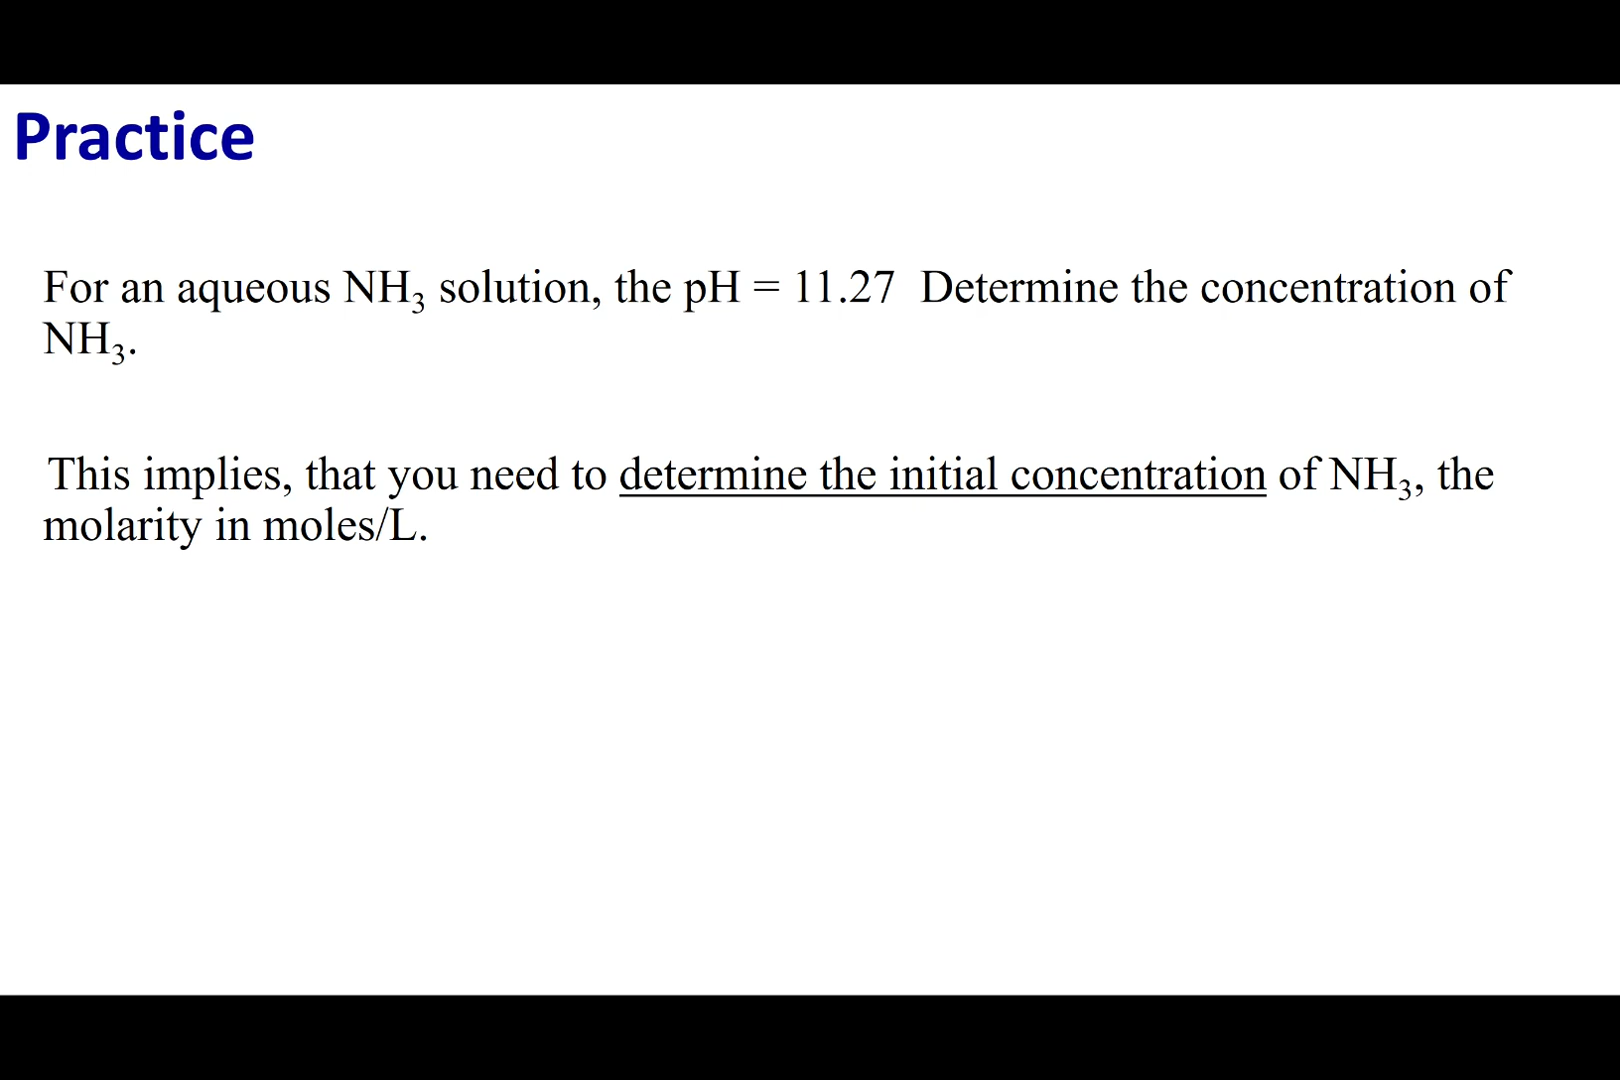 Practice
For an aqueous NH₃ solution, the pH = 11.27  Determine the concentration of
NH₃.
This implies, that you need to determine the initial concentration of NH₃, the
molarity in moles/L.